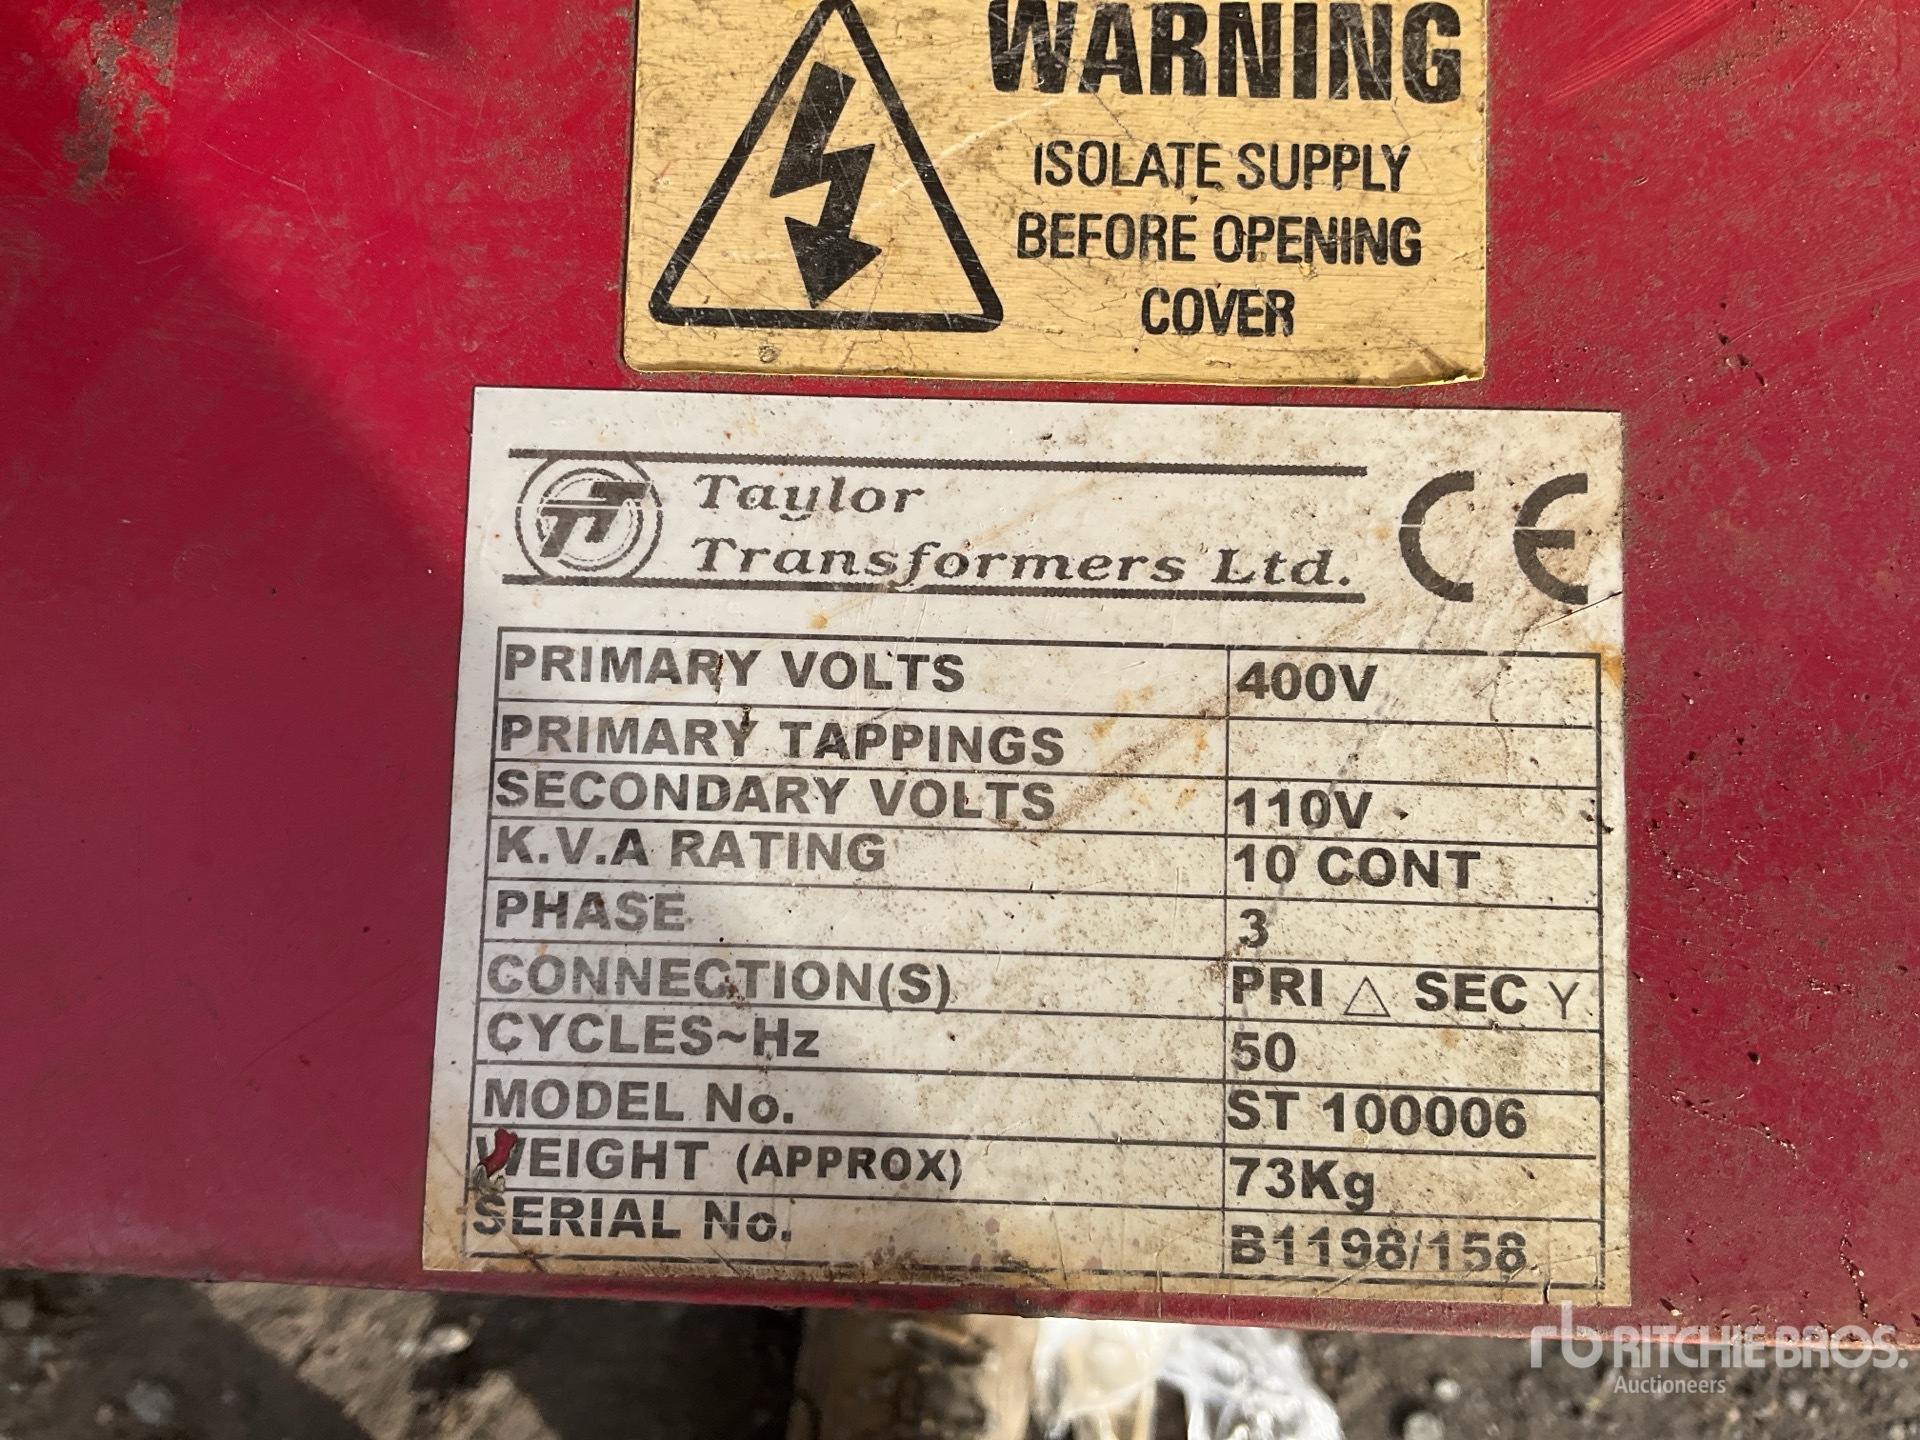 WARNING
ISOLATE SUPPLY
BEFORE OPENING
COVER
TT Taylor
Transformers Ltd.
CE
PRIMARY VOLTS 400V
PRIMARY TAPPINGS
SECONDARY VOLTS 110V
K.V.A RATING 10 CONT
PHASE 3
CONNECTION(S) PRI △ SEC Y
CYCLES~Hz 50
MODEL No. ST 100006
WEIGHT (APPROX) 73Kg
SERIAL No. B1198/158
rb RITCHIE BROS.
Auctioneers